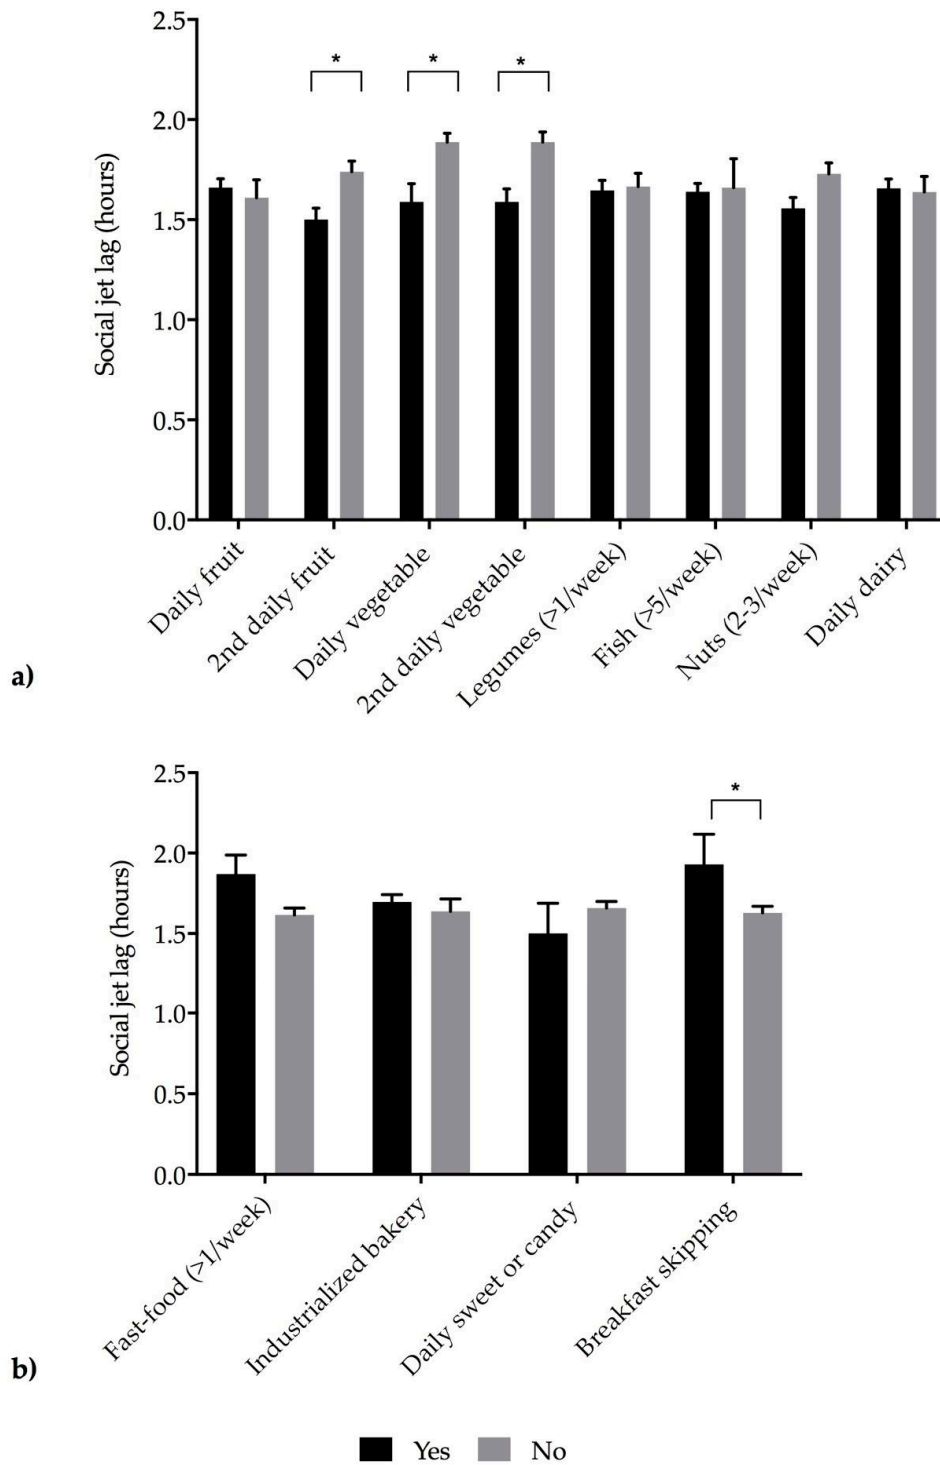 2.5
* * *
2.0
1.5
1.0
0.5
0.0
Social jet lag (hours)
Daily fruit
2nd daily fruit
Daily vegetable
2nd daily vegetable
Legumes (>1/week)
Fish (>5/week)
Nuts (2-3/week)
Daily dairy
a)
2.5
*
2.0
1.5
1.0
0.5
0.0
Social jet lag (hours)
Fast-food (>1/week)
Industrialized bakery
Daily sweet or candy
Breakfast skipping
b)
Yes No